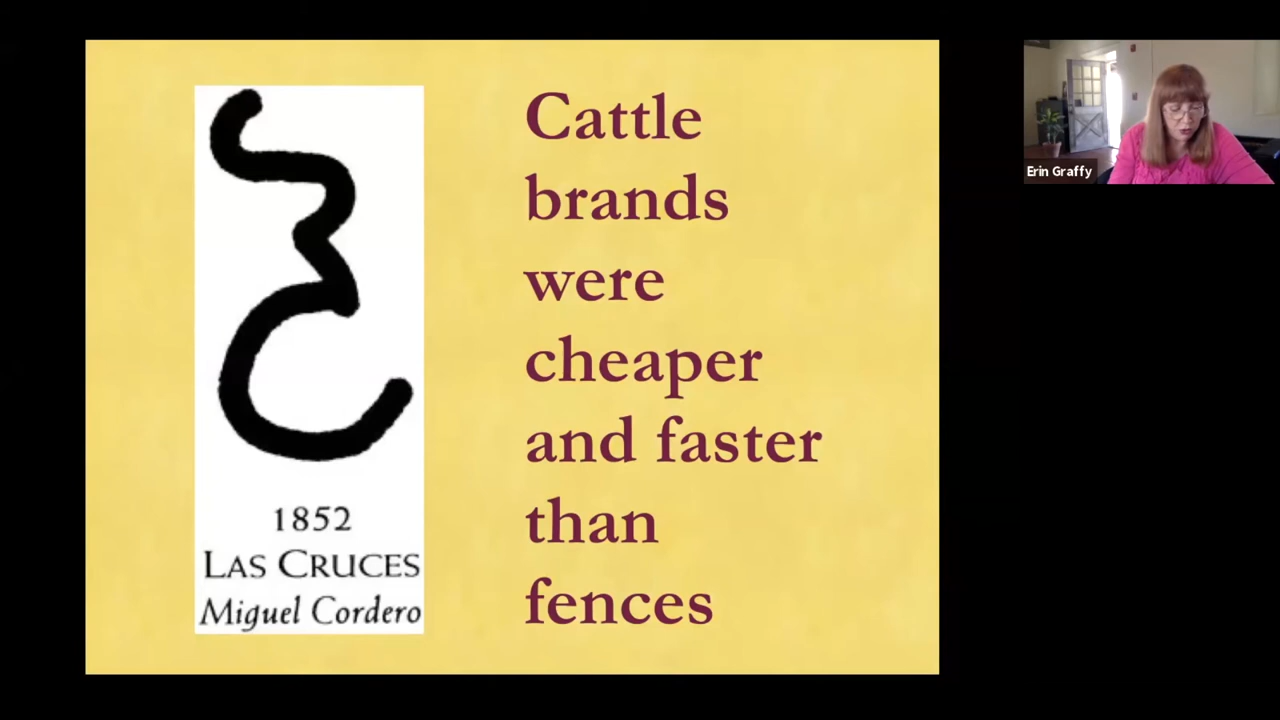 Cattle
brands
were
cheaper
and faster
than
fences
1852
LAS CRUCES
Miguel Cordero
Erin Graffy